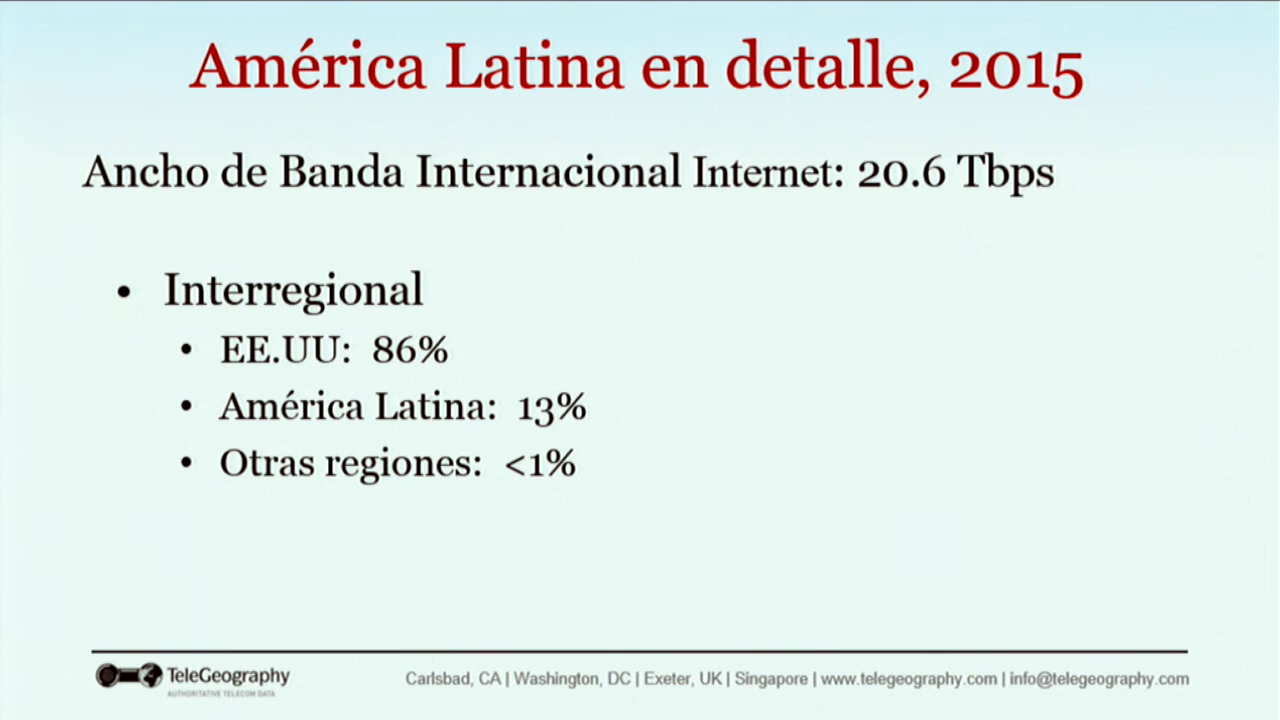 América Latina en detalle, 2015
Ancho de Banda Internacional Internet: 20.6 Tbps
• Interregional
• EE.UU: 86%
• América Latina: 13%
• Otras regiones: <1%
TeleGeography
AUTHORITATIVE TELECOM DATA
Carlsbad, CA | Washington, DC | Exeter, UK | Singapore | www.telegeography.com | info@telegeography.com